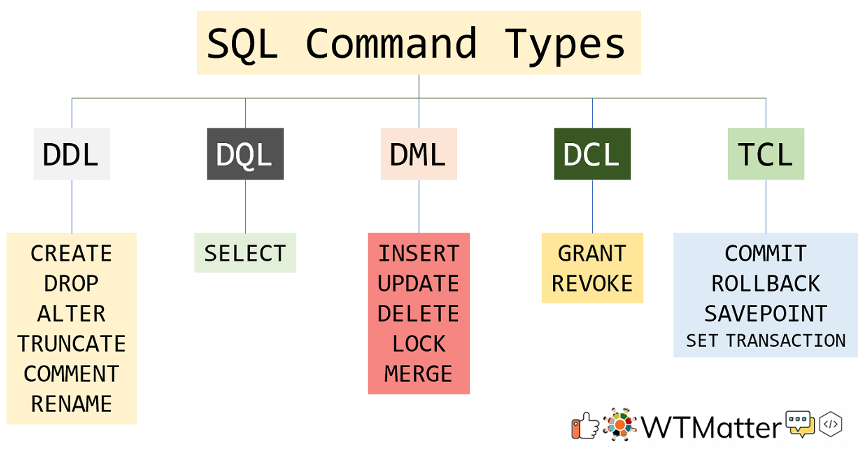 SQL Command Types
DDL
DQL
DML
DCL
TCL
CREATE
DROP
ALTER
TRUNCATE
COMMENT
RENAME
SELECT
INSERT
UPDATE
DELETE
LOCK
MERGE
GRANT
REVOKE
COMMIT
ROLLBACK
SAVEPOINT
SET TRANSACTION
WTMatter
</>